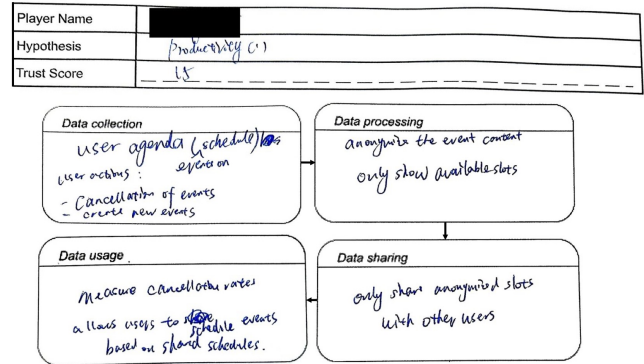 Player Name
Hypothesis Productivity (1)
Trust Score 15
Data collection
user agenda (schedule)
events on
user actions :
- Cancellation of events
- create new events
Data processing
anonymize the event content
only show available slots
Data usage
Measure cancellation rates
allows users to schedule events
based on shared schedules.
Data sharing
only share anonymized slots
with other users